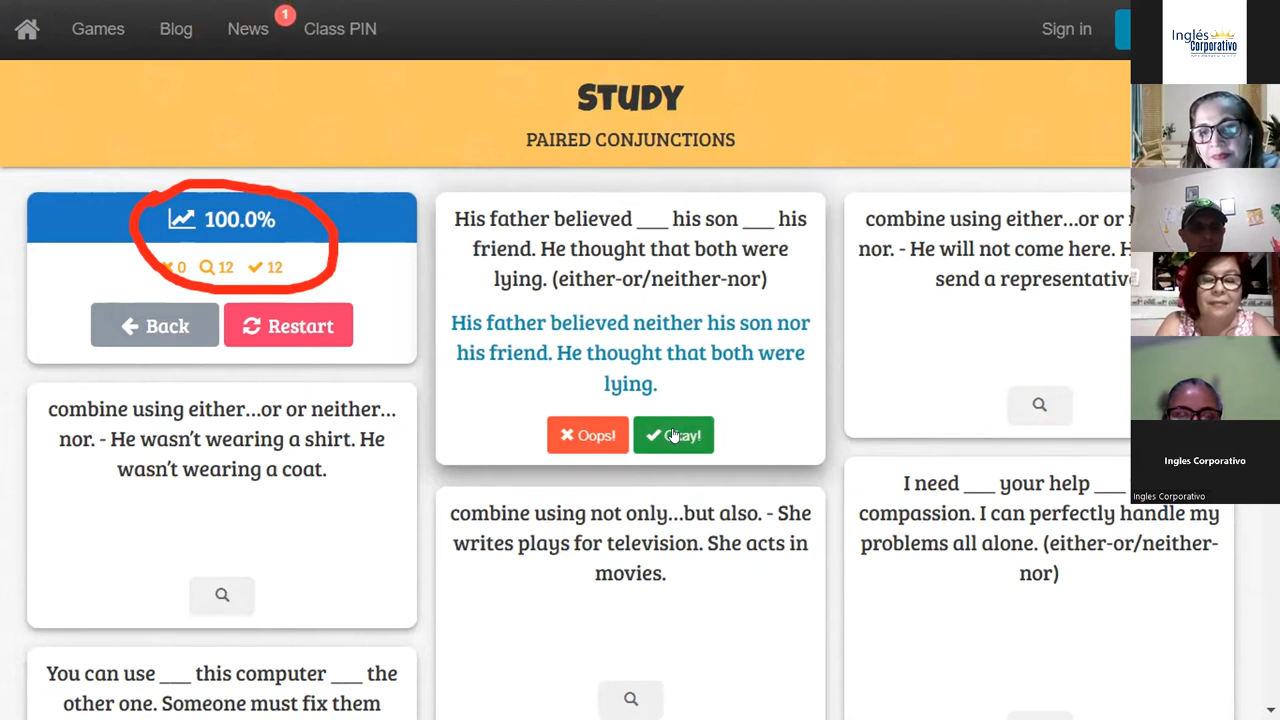 Games Blog News 1 Class PIN Sign in
Inglés
Corporativo
STUDY
PAIRED CONJUNCTIONS
100.0%
0 12 12
Back Restart
combine using either...or or neither...
nor. - He wasn't wearing a shirt. He
wasn't wearing a coat.
You can use ___ this computer ___ the
other one. Someone must fix them
His father believed ___ his son ___ his
friend. He thought that both were
lying. (either-or/neither-nor)
His father believed neither his son nor
his friend. He thought that both were
lying.
Oops! Okay!
combine using not only...but also. - She
writes plays for television. She acts in
movies.
combine using either...or or
nor. - He will not come here. H
send a representativ
I need ___ your help ___
compassion. I can perfectly handle my
problems all alone. (either-or/neither-
nor)
Ingles Corporativo
Ingles Corporativo